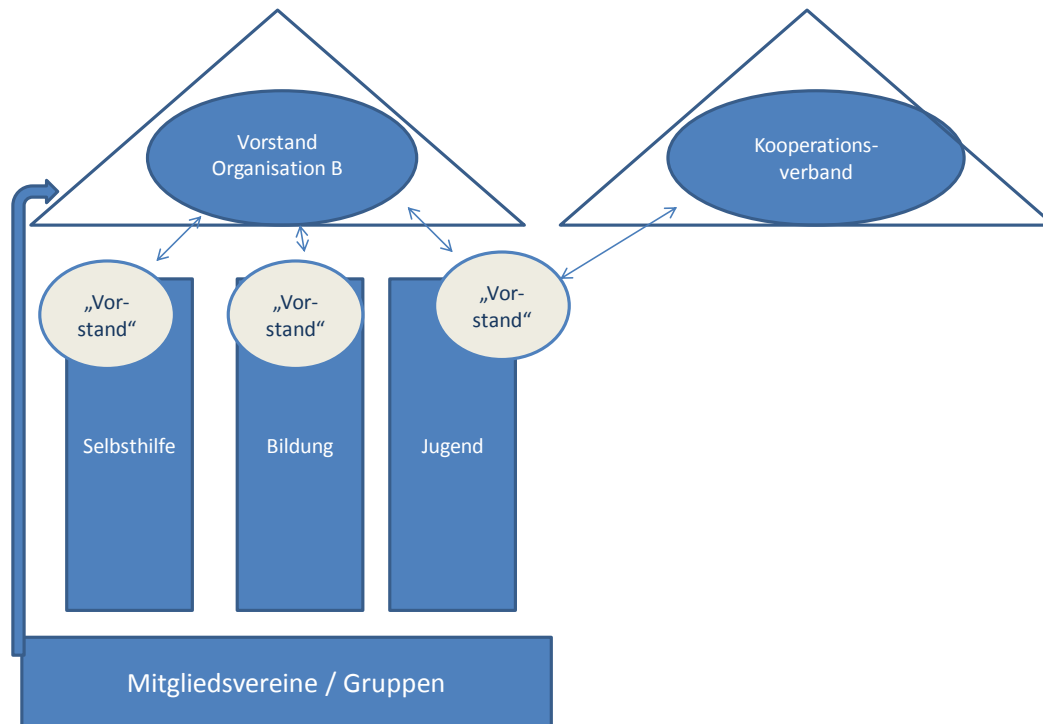 Vorstand
Organisation B
Kooperations-
verband
„Vor-
stand“
„Vor-
stand“
„Vor-
stand“
Selbsthilfe
Bildung
Jugend
Mitgliedsvereine / Gruppen